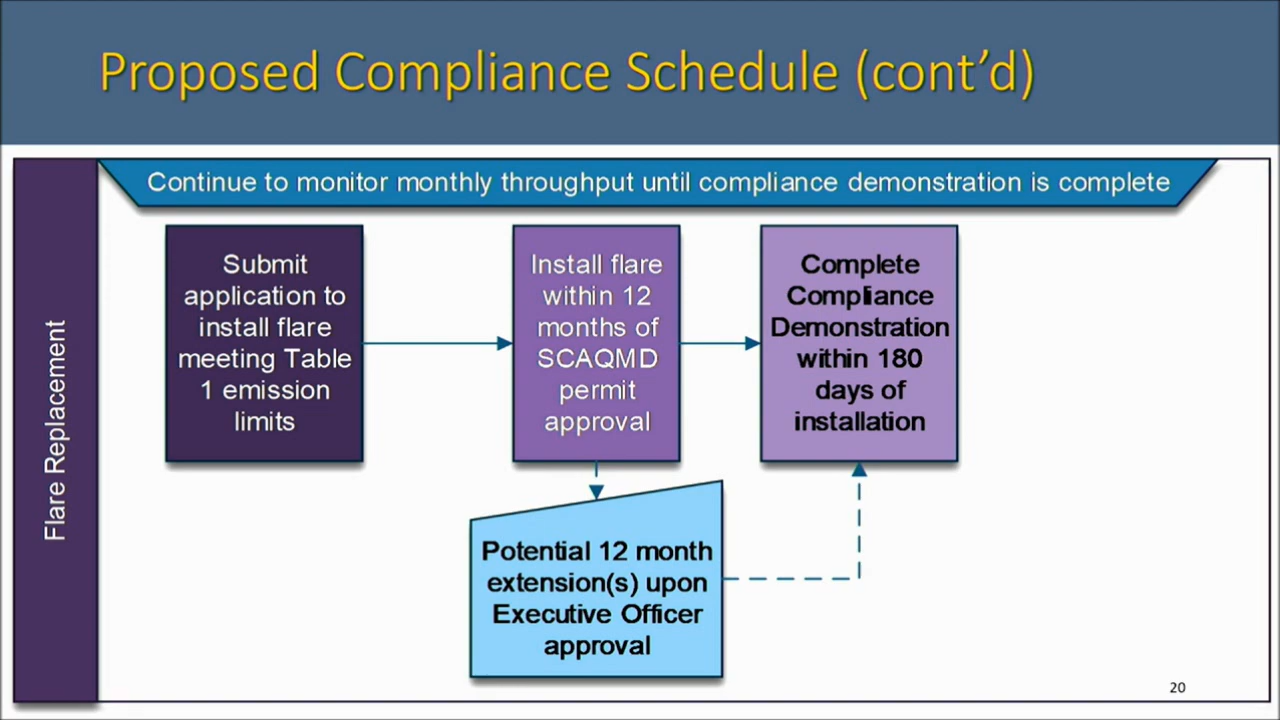 Proposed Compliance Schedule (cont’d)
Continue to monitor monthly throughput until compliance demonstration is complete
Flare Replacement
Submit
application to
install flare
meeting Table
1 emission
limits
Install flare
within 12
months of
SCAQMD
permit
approval
Complete
Compliance
Demonstration
within 180
days of
installation
Potential 12 month
extension(s) upon
Executive Officer
approval
20